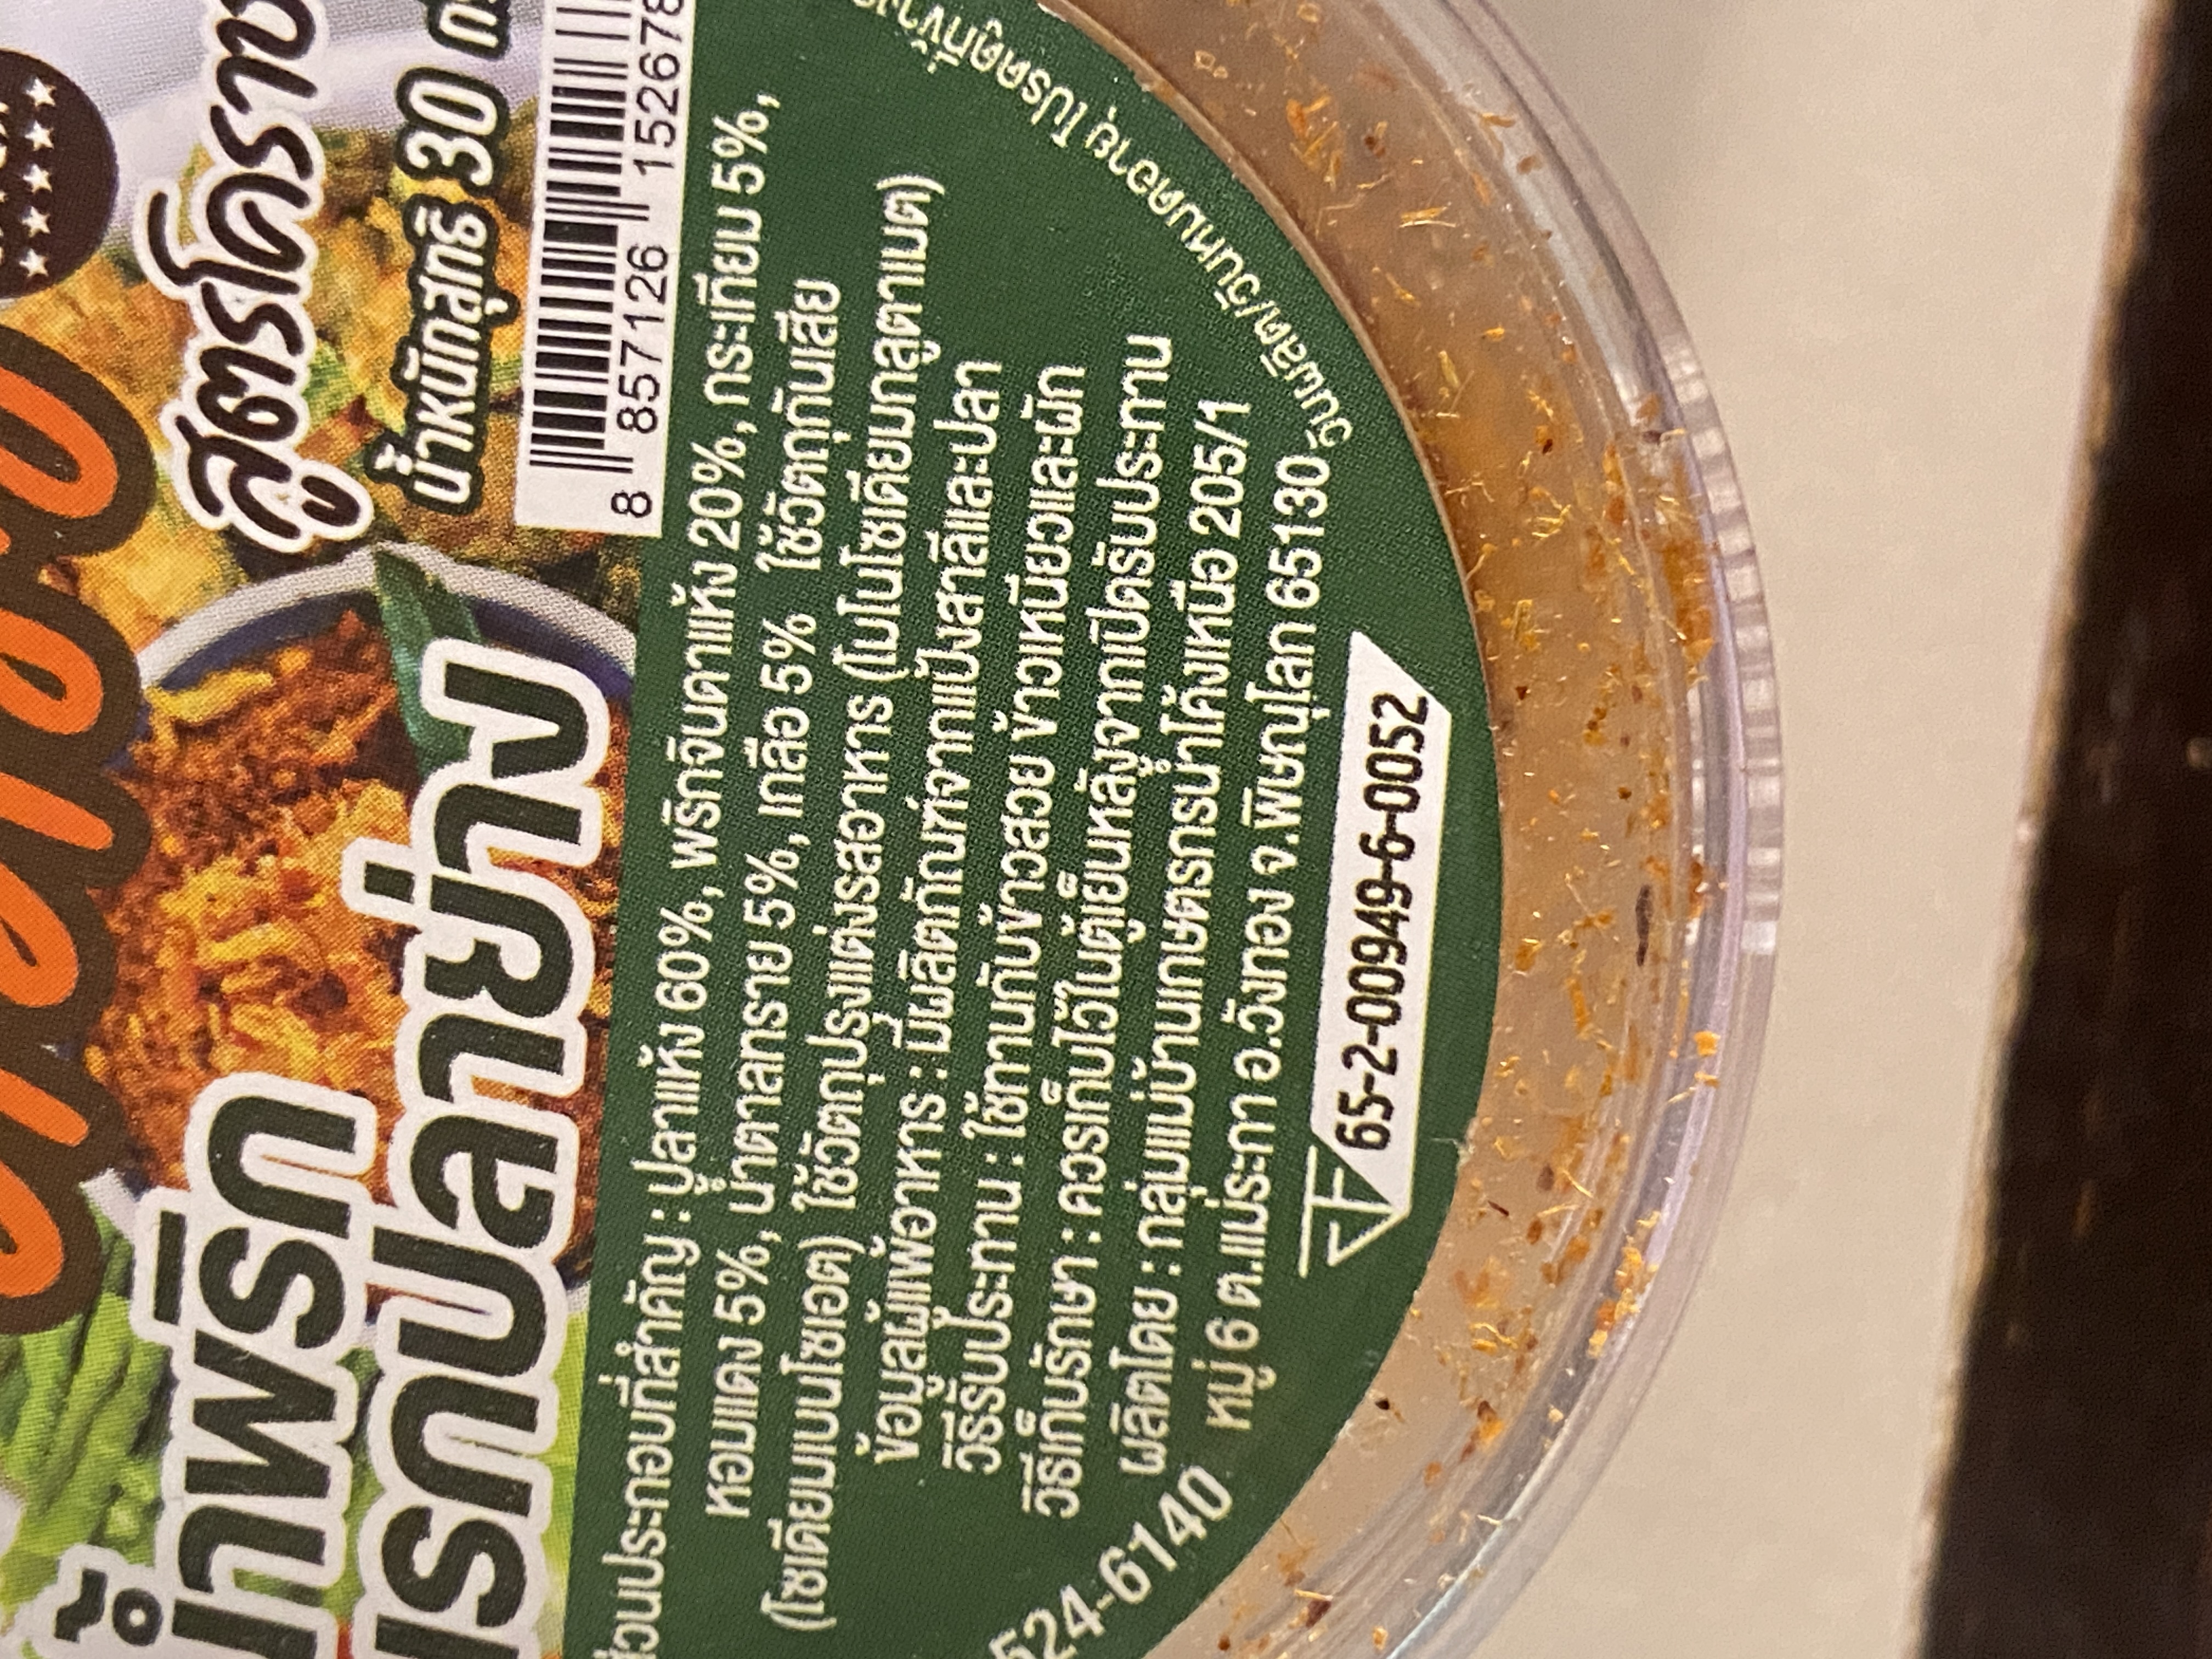 น้ำพริก
นรกปลาย่าง
สูตรโคราช
น้ำหนักสุทธิ 30
8 857126 152678
ส่วนประกอบที่สำคัญ : ปลาแห้ง 60%, พริกจินดาแห้ง 20%, กระเทียม 5%,
หอมแดง 5%, น้ำตาลทราย 5%, เกลือ 5% ใช้วัตถุกันเสีย
(โซเดียมเบนโซเอต) ใช้วัตถุปรุงแต่งรสอาหาร (โมโนโซเดียมกลูตาเมต)
ข้อมูลผู้แพ้อาหาร : มีผลิตภัณฑ์จากแป้งสาลีและปลา
วิธีรับประทาน : ใช้ทานกับข้าวสวย ข้าวเหนียวและผัก
วิธีเก็บรักษา : ควรเก็บไว้ในตู้เย็นหลังจากเปิดรับประทาน
ผลิตโดย : กลุ่มแม่บ้านเกษตรกรน้ำโค้งเหนือ 205/1
หมู่ 6 ต.แม่ระกา อ.วังทอง จ.พิษณุโลก 65130
524-6140
วันผลิต/วันหมดอายุ โปรดดูที่ข้าง
65-2-00949-6-0052